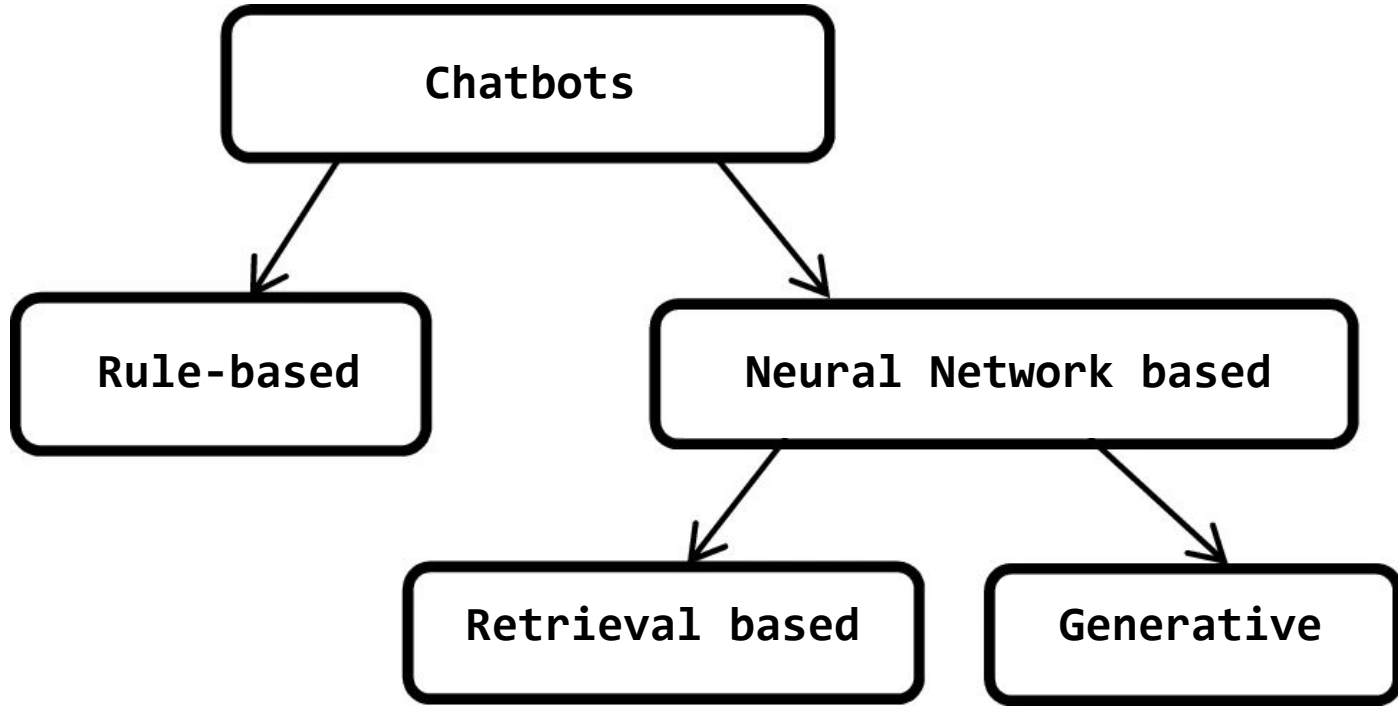 Chatbots
Rule-based
Neural Network based
Retrieval based
Generative